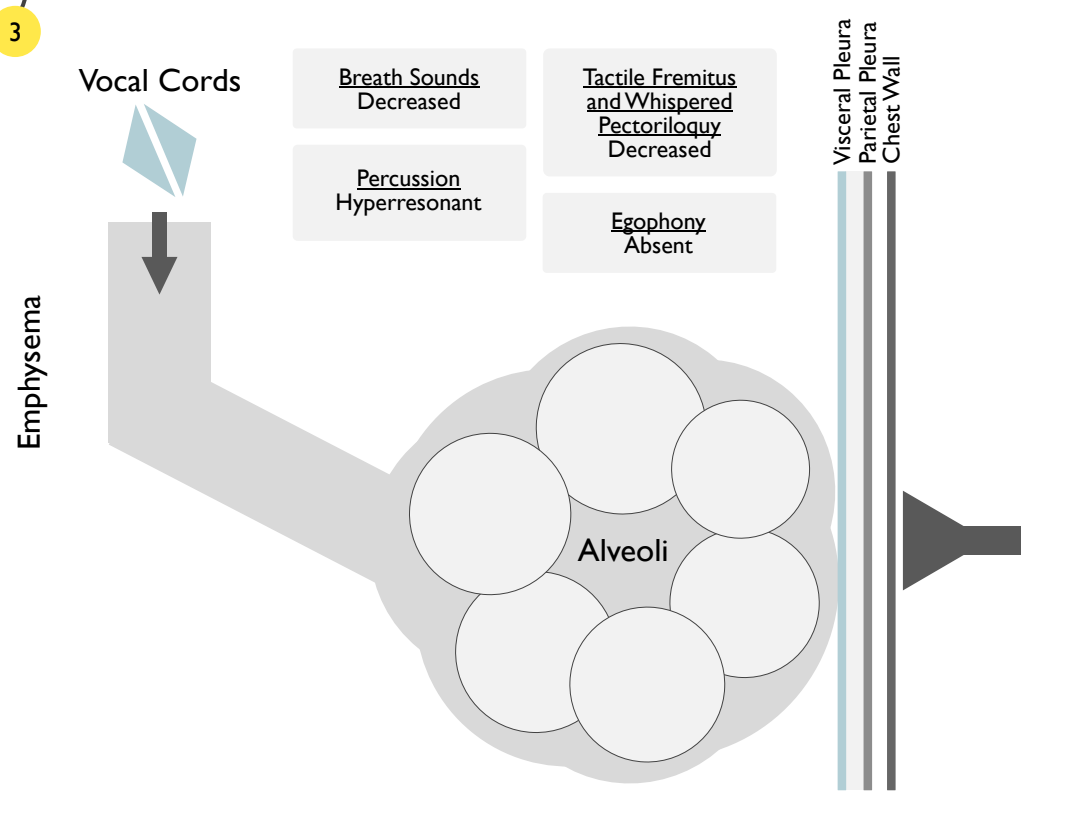 3
Vocal Cords
Breath Sounds
Decreased
Percussion
Hyperresonant
Tactile Fremitus
and Whispered
Pectoriloquy
Decreased
Egophony
Absent
Visceral Pleura
Parietal Pleura
Chest Wall
Emphysema
Alveoli